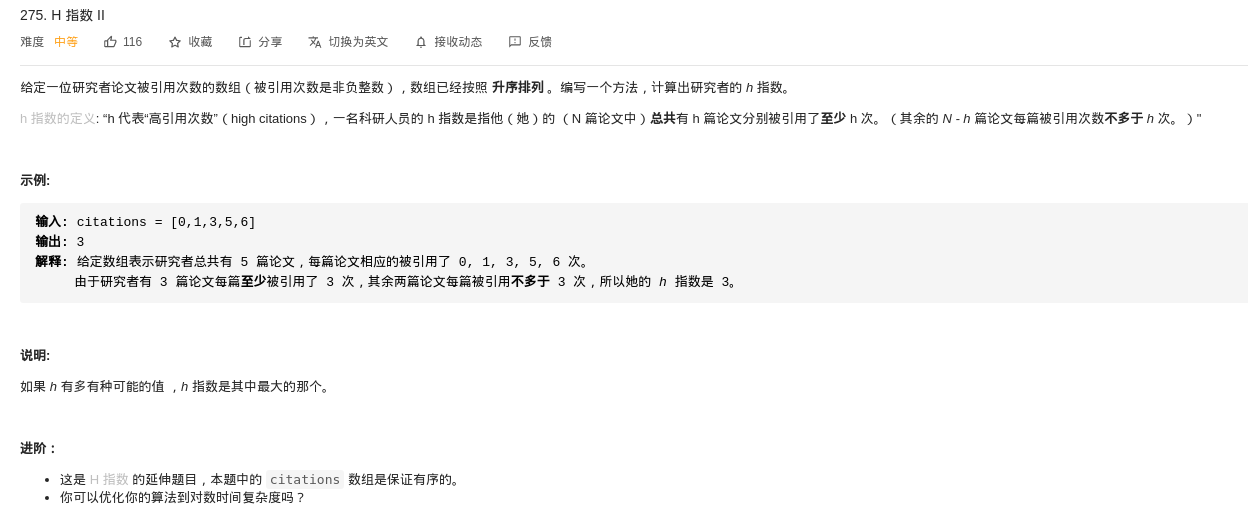 275. H 指数 II
难度 中等 116 收藏 分享 切换为英文 接收动态 反馈
给定一位研究者论文被引用次数的数组（被引用次数是非负整数），数组已经按照 升序排列 。编写一个方法，计算出研究者的 h 指数。
h 指数的定义: “h 代表“高引用次数”（high citations），一名科研人员的 h 指数是指他（她）的 （N 篇论文中）总共有 h 篇论文分别被引用了至少 h 次。（其余的 N - h 篇论文每篇被引用次数不多于 h 次。）"
示例:
输入: citations = [0,1,3,5,6]
输出: 3
解释: 给定数组表示研究者总共有 5 篇论文，每篇论文相应的被引用了 0, 1, 3, 5, 6 次。
由于研究者有 3 篇论文每篇至少被引用了 3 次，其余两篇论文每篇被引用不多于 3 次，所以她的 h 指数是 3。
说明:
如果 h 有多有种可能的值 ，h 指数是其中最大的那个。
进阶：
• 这是 H 指数 的延伸题目，本题中的 citations 数组是保证有序的。
• 你可以优化你的算法到对数时间复杂度吗？